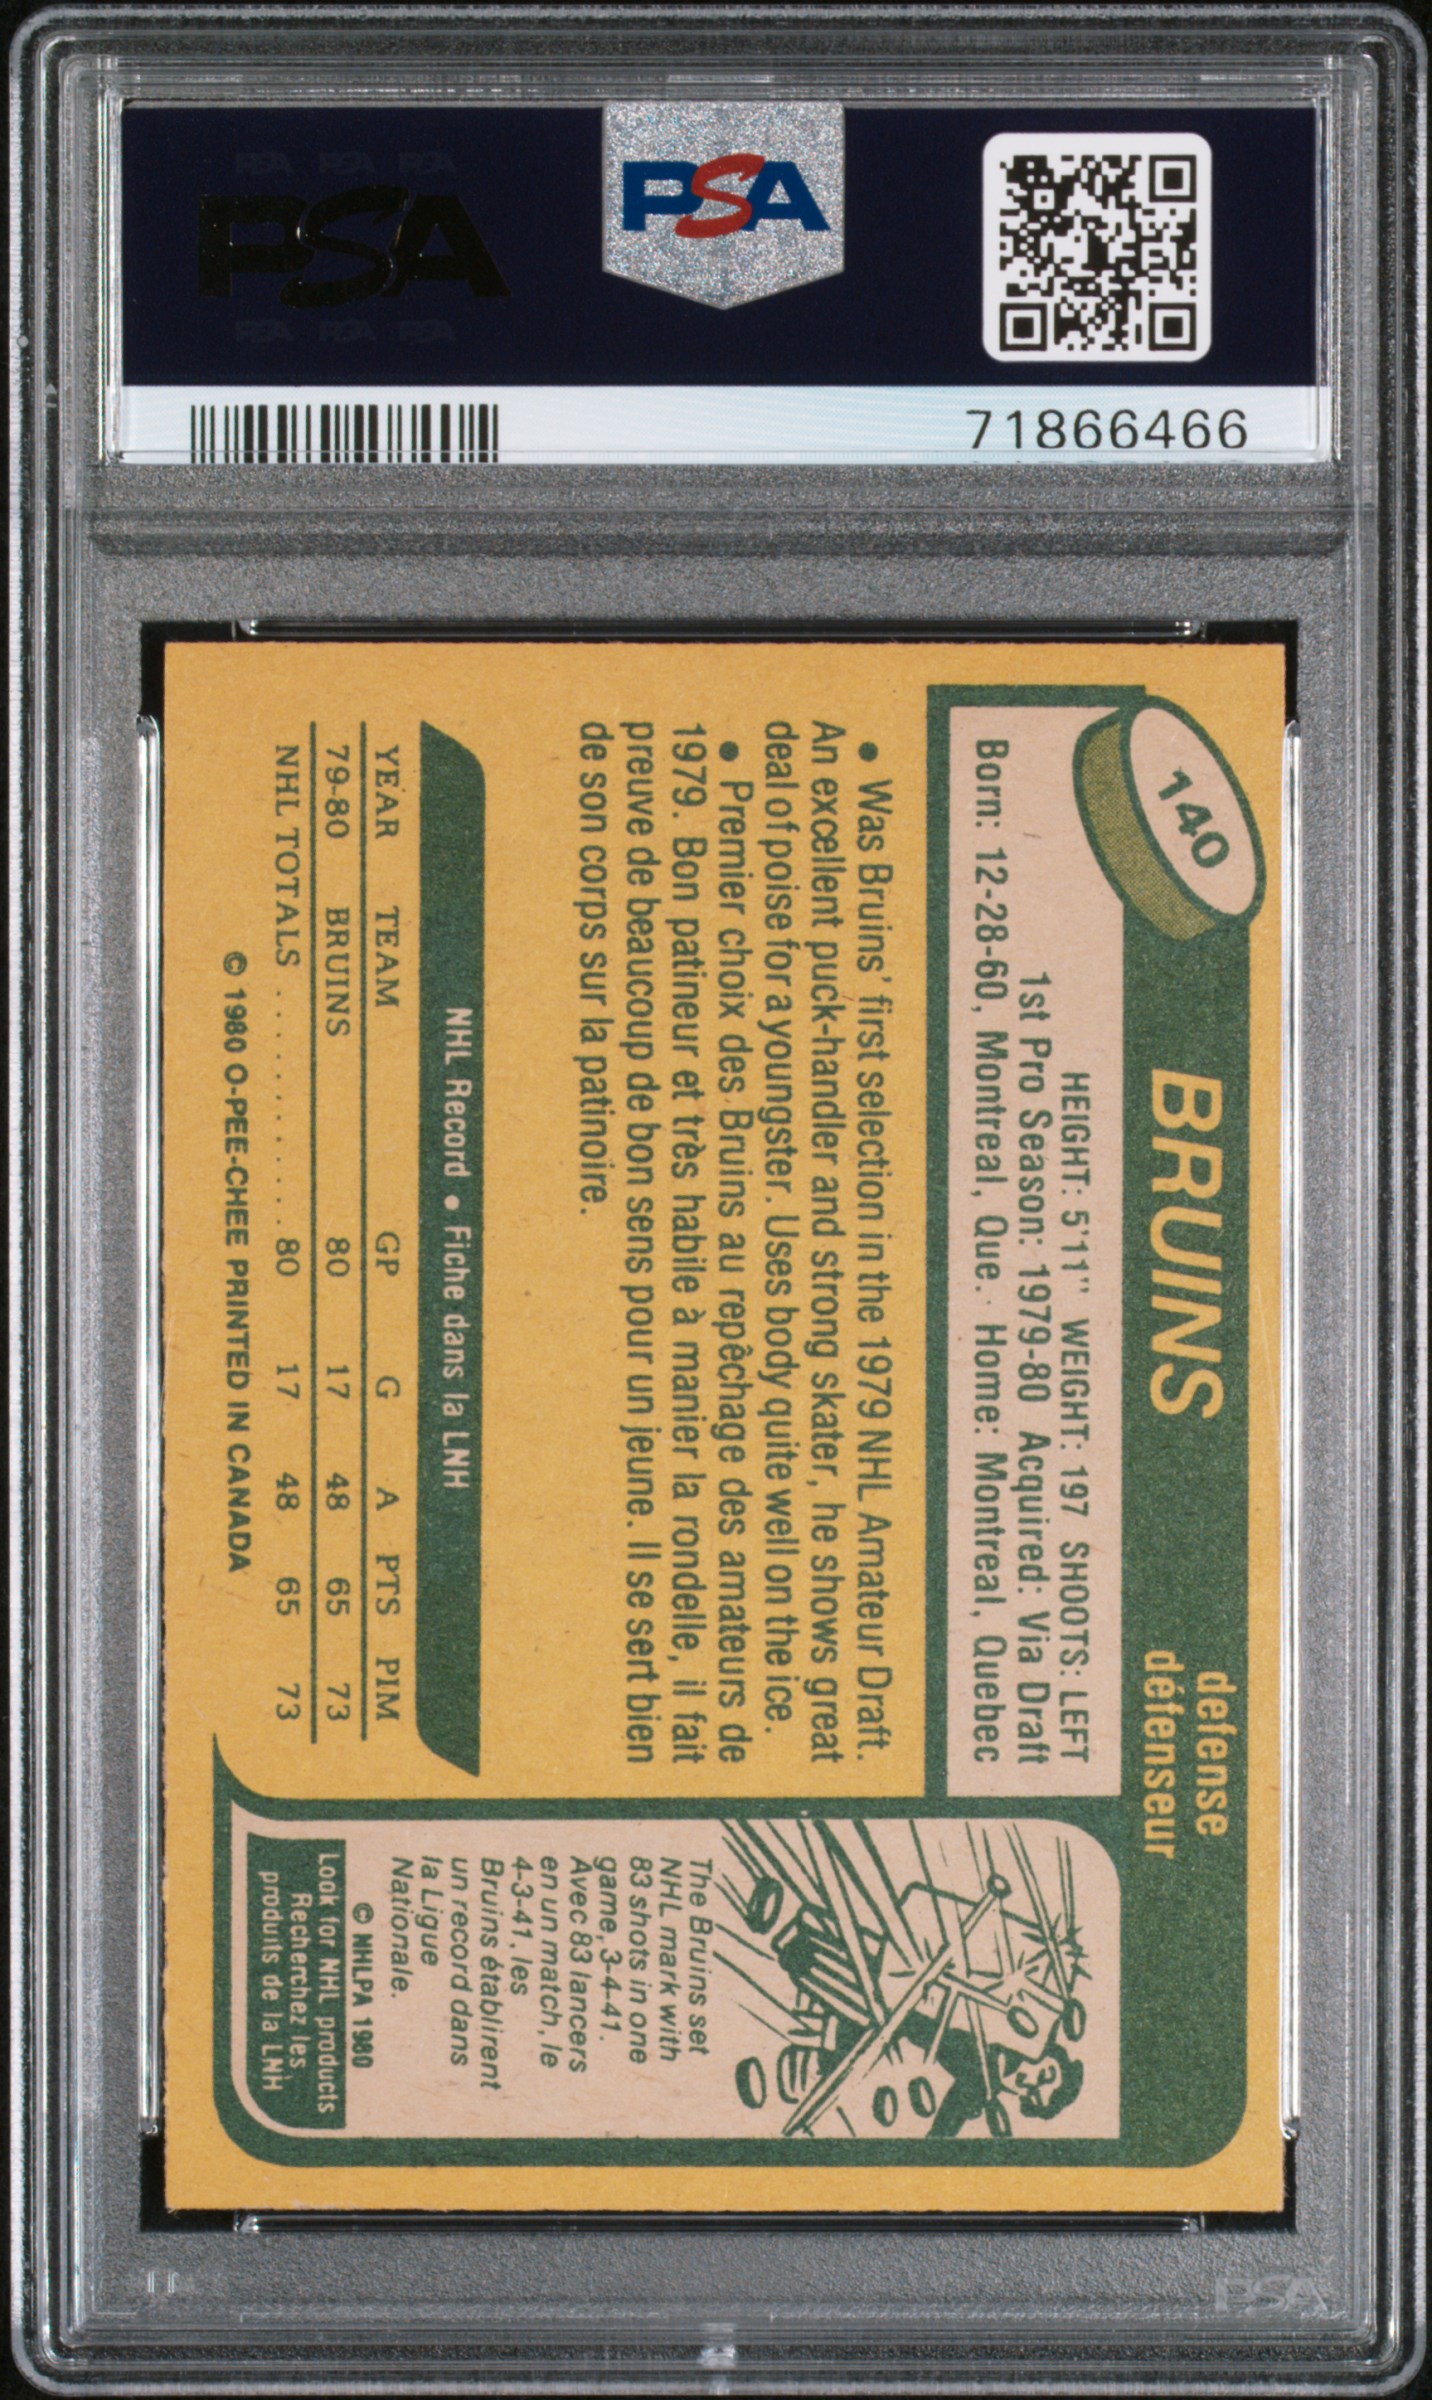 PSA PSA PSA
PSA
PSA PSA PSA
PSA
71866466
140
BRUINS
defense
défenseur
HEIGHT: 5'11" WEIGHT: 197 SHOOTS: LEFT
1st Pro Season: 1979-80 Acquired: Via Draft
Born: 12-28-60, Montreal, Que. Home: Montreal, Quebec
• Was Bruins' first selection in the 1979 NHL Amateur Draft.
An excellent puck-handler and strong skater, he shows great
deal of poise for a youngster. Uses body quite well on the ice.
• Premier choix des Bruins au repêchage des amateurs de
1979. Bon patineur et très habile à manier la rondelle, il fait
preuve de beaucoup de bon sens pour un jeune. Il se sert bien
de son corps sur la patinoire.
NHL Record • Fiche dans la LNH
YEAR TEAM GP G A PTS PIM
79-80 BRUINS 80 17 48 65 73
NHL TOTALS . . . . . . . . . . . . 80 17 48 65 73
© 1980 O-PEE-CHEE PRINTED IN CANADA
The Bruins set
NHL mark with
83 shots in one
game, 3-4-41.
Avec 83 lancers
en un match, le
4-3-41, les
Bruins établirent
un record dans
la Ligue
Nationale.
© NHLPA 1980
Look for NHL products
Recherchez les
produits de la LNH
PSA